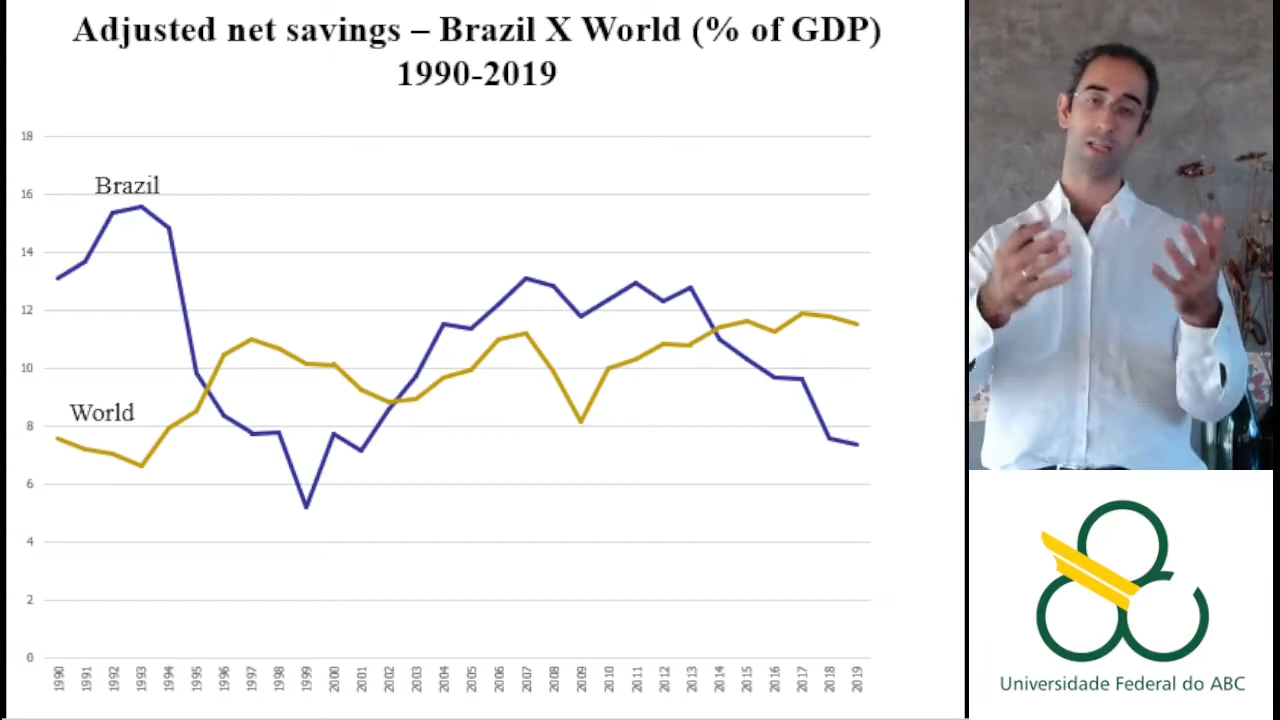 Adjusted net savings – Brazil X World (% of GDP)
1990-2019
18
16
Brazil
14
12
10
World
8
6
4
2
0
1990 1991 1992 1993 1994 1995 1996 1997 1998 1999 2000 2001 2002 2003 2004 2005 2006 2007 2008 2009 2010 2011 2012 2013 2014 2015 2016 2017 2018 2019
Universidade Federal do ABC